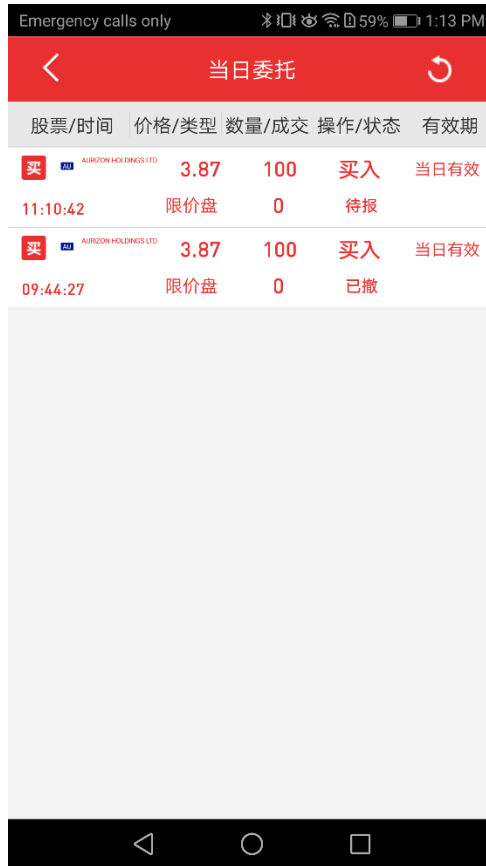 Emergency calls only 59% 1:13 PM
当日委托
股票/时间 价格/类型 数量/成交 操作/状态 有效期
买 AU AURIZON HOLDINGS LTD 3.87 100 买入 当日有效
11:10:42 限价盘 0 待报
买 AU AURIZON HOLDINGS LTD 3.87 100 买入 当日有效
09:44:27 限价盘 0 已撤